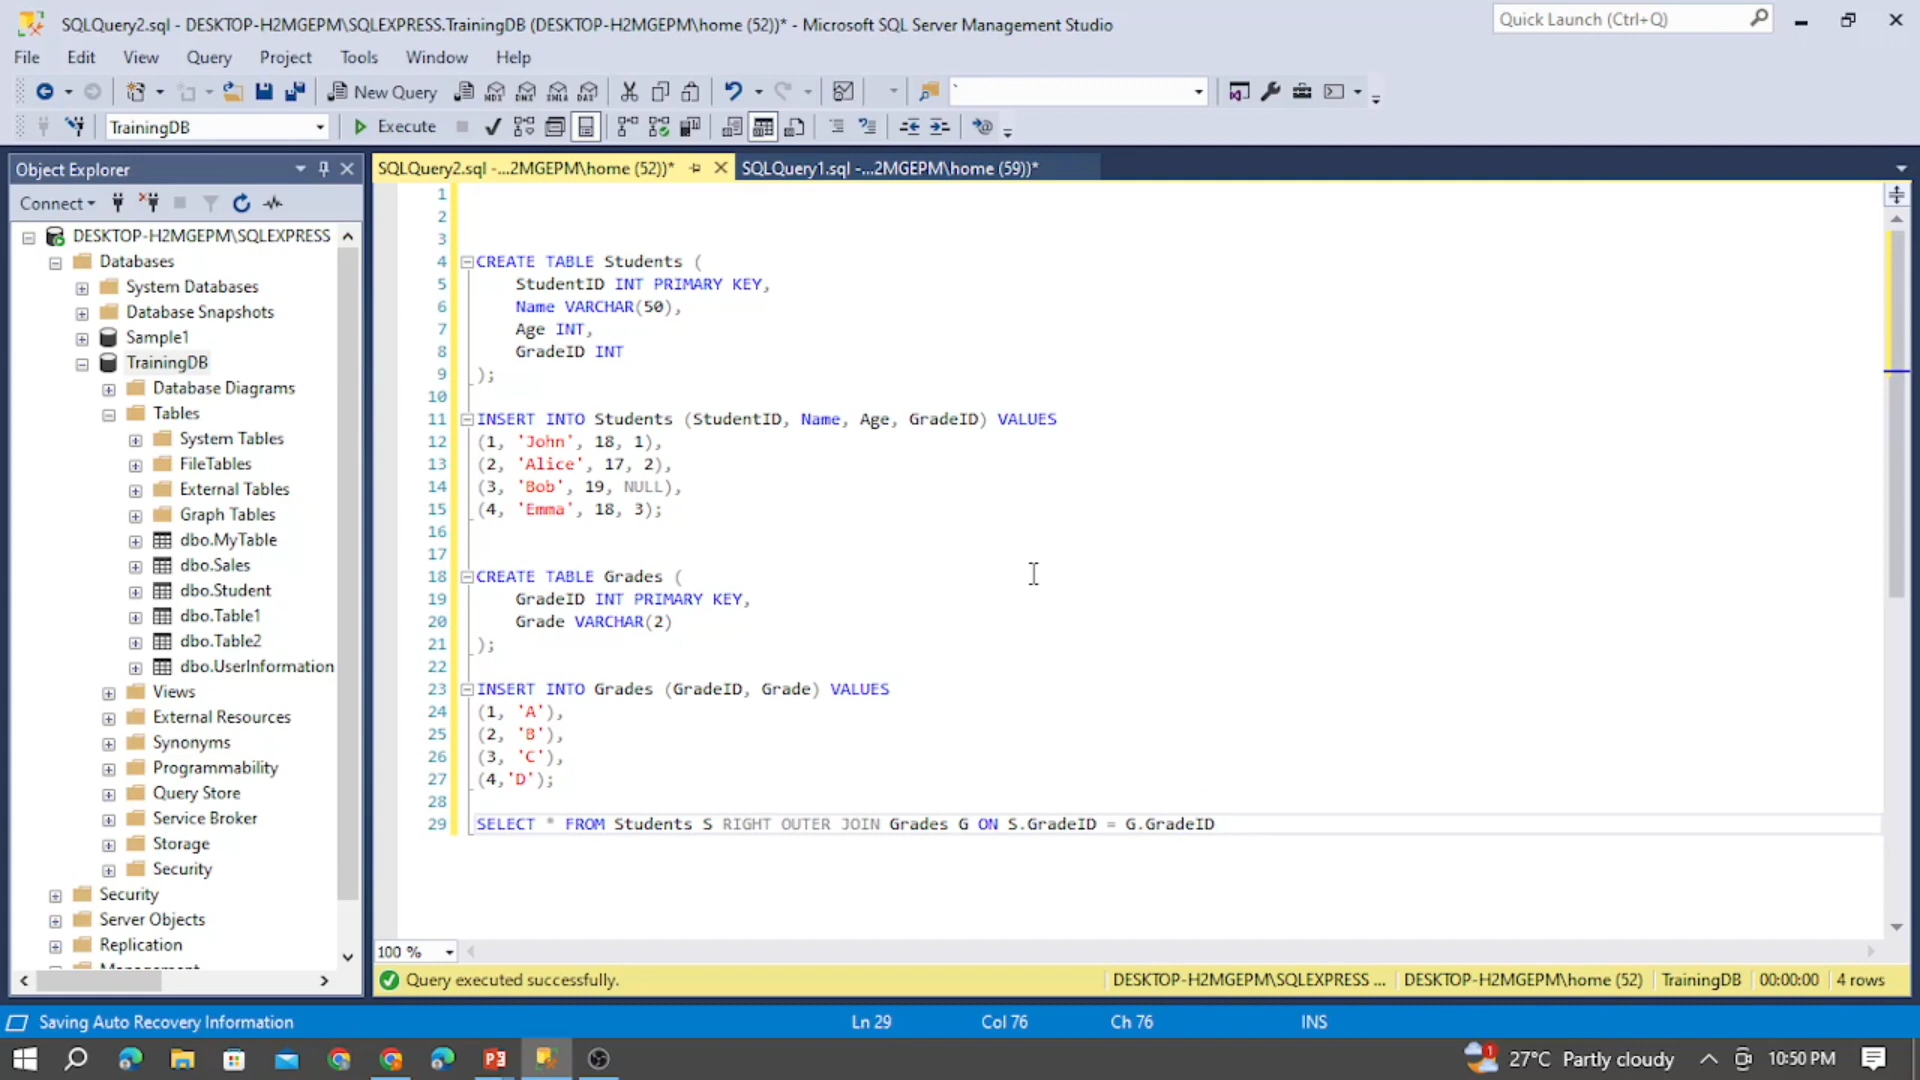 SQLQuery2.sql - DESKTOP-H2MGEPM\SQLEXPRESS.TrainingDB (DESKTOP-H2MGEPM\home (52))* - Microsoft SQL Server Management Studio
Quick Launch (Ctrl+Q)
File Edit View Query Project Tools Window Help
New Query
MDX DMX XMLA DAX
`
TrainingDB
Execute
Object Explorer
SQLQuery2.sql -...2MGEPM\home (52))*
SQLQuery1.sql -...2MGEPM\home (59))*
Connect
DESKTOP-H2MGEPM\SQLEXPRESS
Databases
System Databases
Database Snapshots
Sample1
TrainingDB
Database Diagrams
Tables
System Tables
FileTables
External Tables
Graph Tables
dbo.MyTable
dbo.Sales
dbo.Student
dbo.Table1
dbo.Table2
dbo.UserInformation
Views
External Resources
Synonyms
Programmability
Query Store
Service Broker
Storage
Security
Security
Server Objects
Replication
Management
1
2
3
4 CREATE TABLE Students (
5 StudentID INT PRIMARY KEY,
6 Name VARCHAR(50),
7 Age INT,
8 GradeID INT
9 );
10
11 INSERT INTO Students (StudentID, Name, Age, GradeID) VALUES
12 (1, 'John', 18, 1),
13 (2, 'Alice', 17, 2),
14 (3, 'Bob', 19, NULL),
15 (4, 'Emma', 18, 3);
16
17
18 CREATE TABLE Grades (
19 GradeID INT PRIMARY KEY,
20 Grade VARCHAR(2)
21 );
22
23 INSERT INTO Grades (GradeID, Grade) VALUES
24 (1, 'A'),
25 (2, 'B'),
26 (3, 'C'),
27 (4,'D');
28
29 SELECT * FROM Students S RIGHT OUTER JOIN Grades G ON S.GradeID = G.GradeID
100 %
Query executed successfully.
DESKTOP-H2MGEPM\SQLEXPRESS ... DESKTOP-H2MGEPM\home (52) TrainingDB 00:00:00 4 rows
Saving Auto Recovery Information
Ln 29 Col 76 Ch 76 INS
1
27°C Partly cloudy
10:50 PM